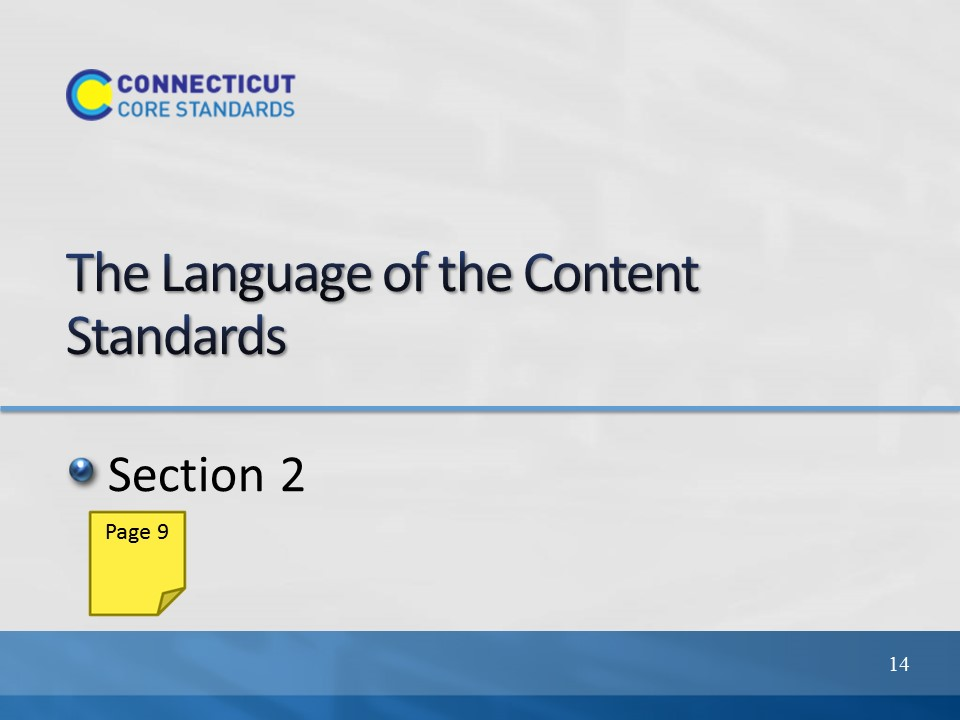 CONNECTICUT
CORE STANDARDS
The Language of the Content
Standards
Section 2
Page 9
14